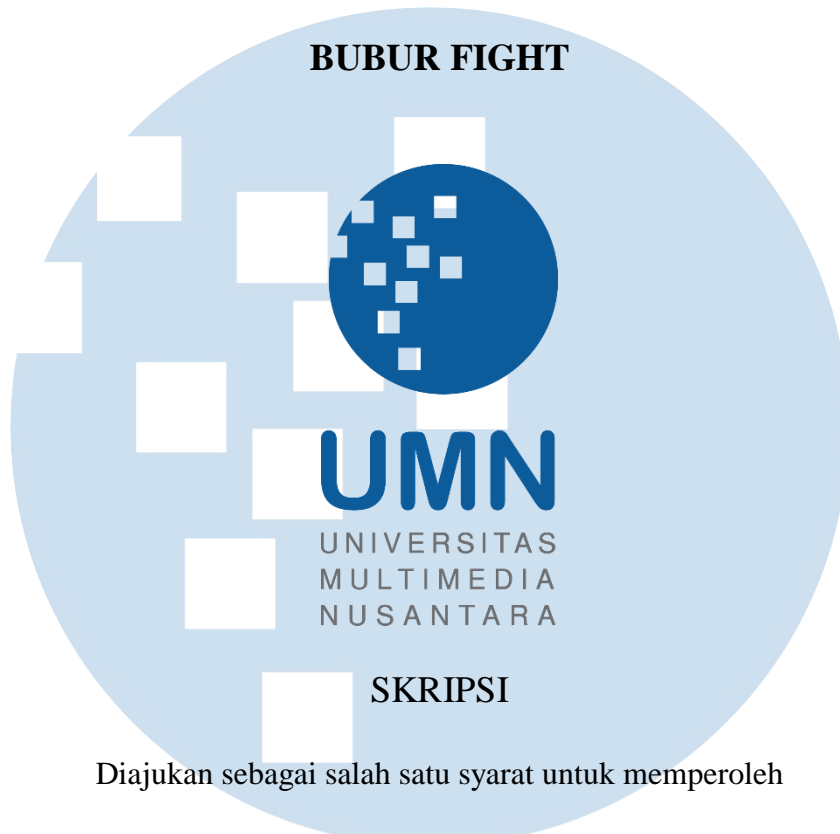 BUBUR FIGHT
UMN
UNIVERSITAS
MULTIMEDIA
NUSANTARA
SKRIPSI
Diajukan sebagai salah satu syarat untuk memperoleh